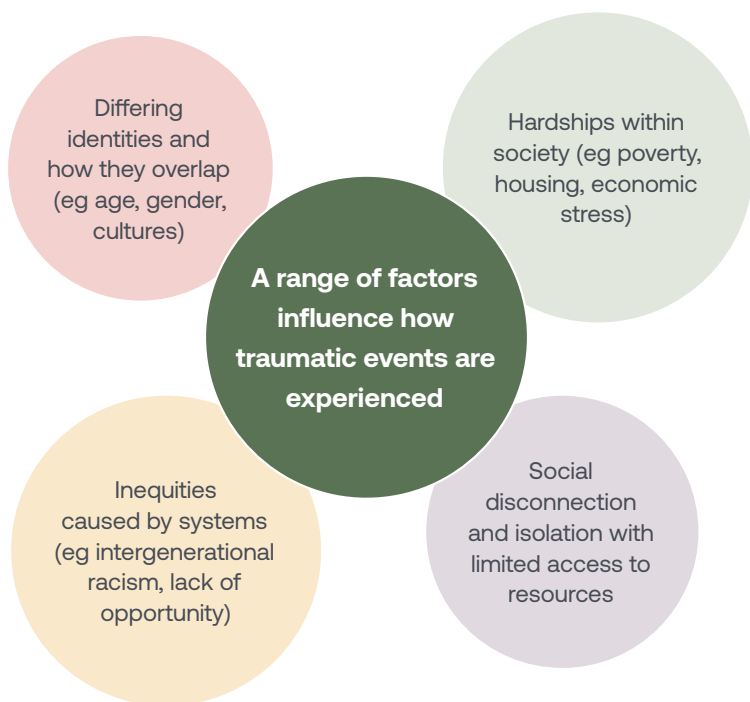 Differing
identities and
how they overlap
(eg age, gender,
cultures)
Hardships within
society (eg poverty,
housing, economic
stress)
A range of factors
influence how
traumatic events are
experienced
Inequities
caused by systems
(eg intergenerational
racism, lack of
opportunity)
Social
disconnection
and isolation with
limited access to
resources